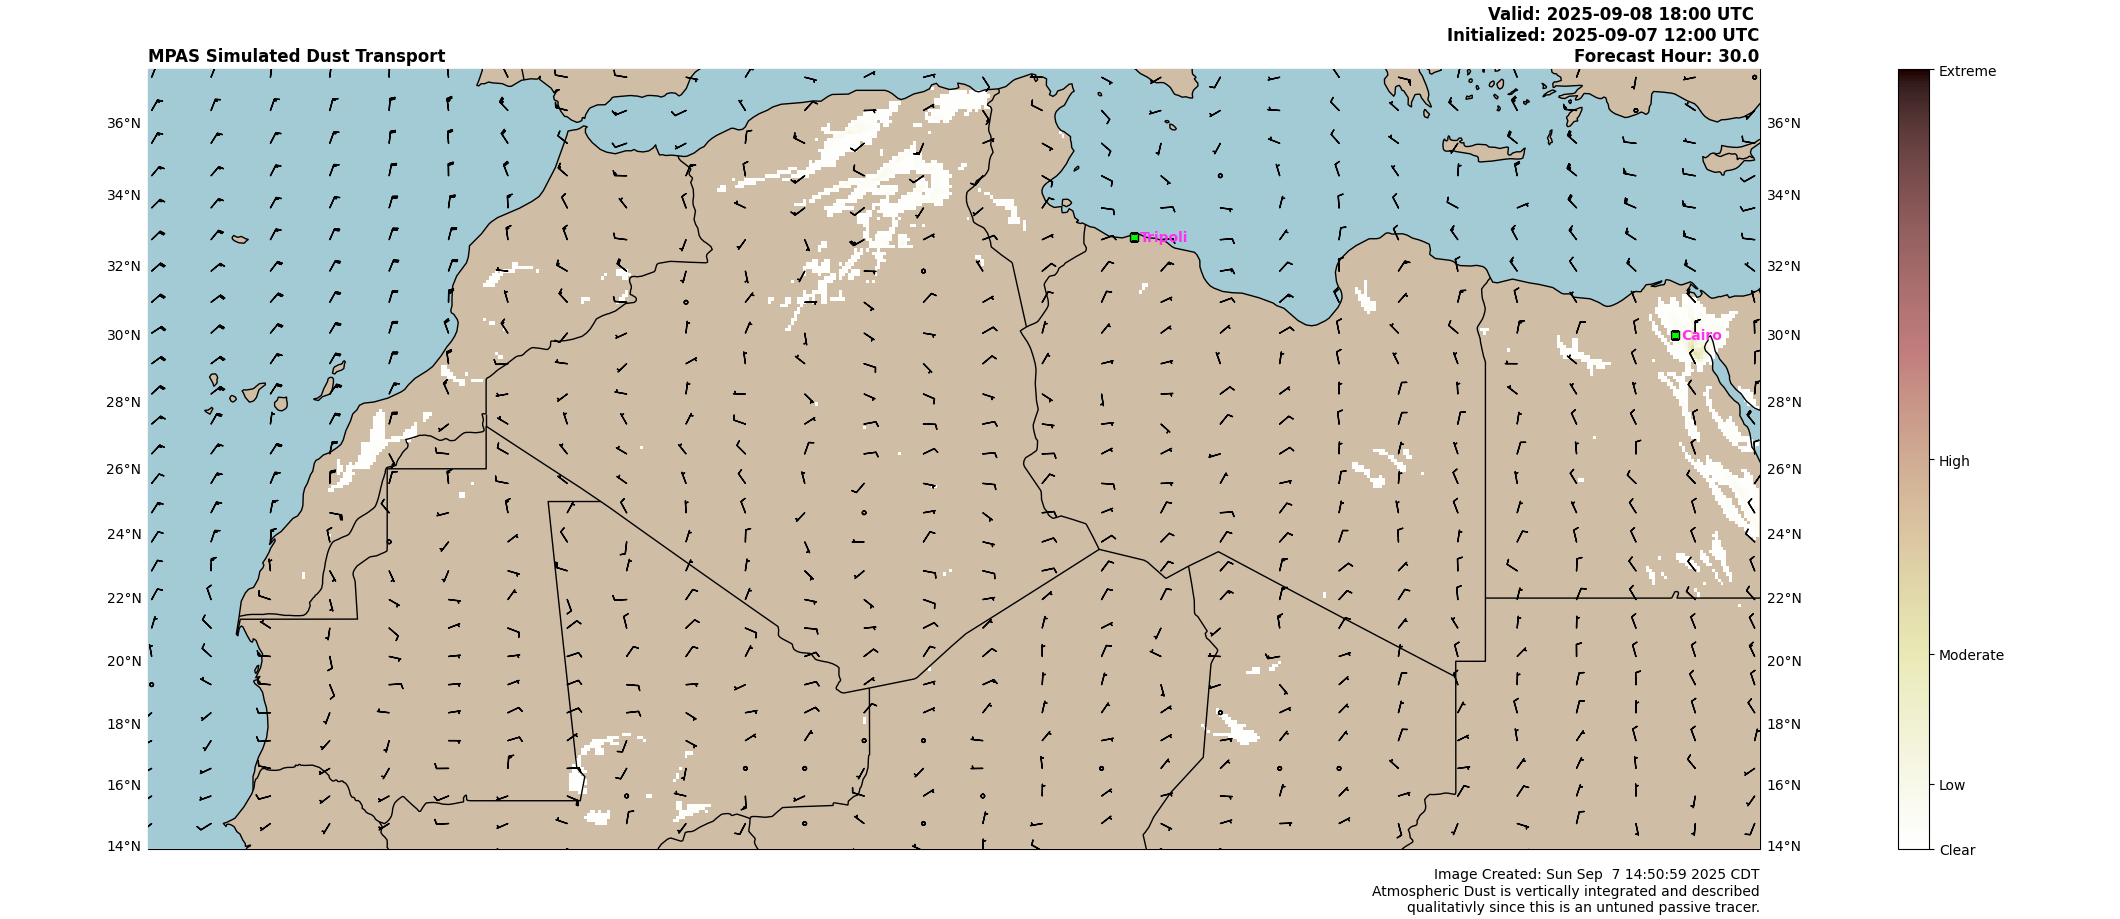 Valid: 2025-09-08 18:00 UTC
Initialized: 2025-09-07 12:00 UTC
MPAS Simulated Dust Transport
Forecast Hour: 30.0
Extreme
36°N
36°N
34°N
34°N
Tripoli
32°N
32°N
30°N
Cairo
30°N
28°N
28°N
26°N
26°N
High
24°N
24°N
22°N
22°N
20°N
20°N
Moderate
18°N
18°N
16°N
16°N
Low
14°N
14°N
Clear
Image Created: Sun Sep  7 14:50:59 2025 CDT
Atmospheric Dust is vertically integrated and described
qualitativly since this is an untuned passive tracer.